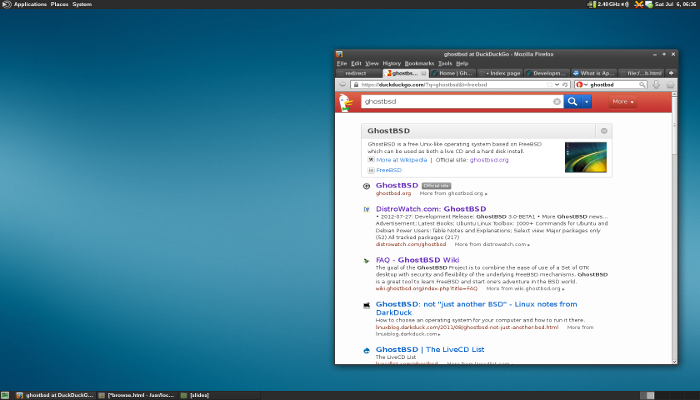 Applications Places System
2.48 GHz
Sat Jul 6, 06:36
ghostbsd at DuckDuckGo - Mozilla Firefox
File Edit View History Bookmarks Tools Help
redirect
ghostbs...
Home | Gh...
Index page
Developm...
What is Ap...
file:/...b.html
https://duckduckgo.com/?q=ghostbsd&t=freebsd
ghostbsd
ghostbsd
More
GhostBSD
GhostBSD is a free Unix-like operating system based on FreeBSD
which can be used as both a live CD and a hard disk install.
More at Wikipedia | Official site: ghostbsd.org
FreeBSD
GhostBSD Official site
ghostbsd.org More from ghostbsd.org
DistroWatch.com: GhostBSD
• 2012-07-27: Development Release: GhostBSD 3.0-BETA1 • More GhostBSD news...
Advertisement: Latest Books: Ubuntu Linux Toolbox: 1000+ Commands for Ubuntu and
Debian Power Users: Table Notes and Explanations: Select view: Major packages only
(52) All tracked packages (217)
distrowatch.com/ghostbsd More from distrowatch.com
FAQ - GhostBSD Wiki
The goal of the GhostBSD Project is to combine the ease of use of a Set of GTK
desktop with security and flexibility of the underlying FreeBSD mechanisms. GhostBSD
is a great tool to learn FreeBSD and start one's adventure in the BSD world.
wiki.ghostbsd.org/index.php?title=FAQ More from wiki.ghostbsd.org
GhostBSD: not "just another BSD" - Linux notes from
DarkDuck
How to choose an operating system for your computer and how to run it there.
linuxblog.darkduck.com/2011/08/ghostbsd-not-just-another-bsd.html More from
linuxblog.darkduck.com
GhostBSD | The LiveCD List
The LiveCD List
ghostbsd at DuckDuckG...
[*browse.html - /usr/loc...
[slides]